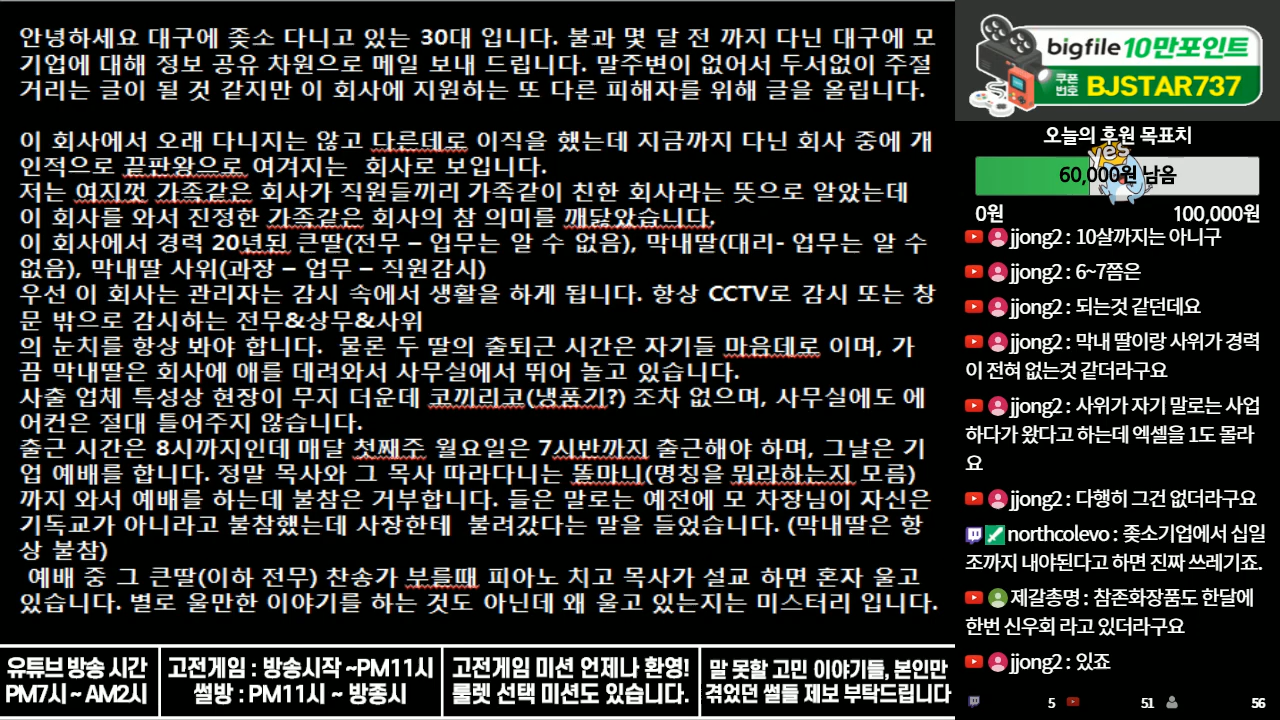 안녕하세요 대구에 좆소 다니고 있는 30대 입니다. 불과 몇 달 전 까지 다닌 대구에 모
기업에 대해 정보 공유 차원으로 메일 보내 드립니다. 말주변이 없어서 두서없이 주절
거리는 글이 될 것 같지만 이 회사에 지원하는 또 다른 피해자를 위해 글을 올립니다.
이 회사에서 오래 다니지는 않고 다른데로 이직을 했는데 지금까지 다닌 회사 중에 개
인적으로 끝판왕으로 여겨지는 회사로 보입니다.
저는 여지껏 가족같은 회사가 직원들끼리 가족같이 친한 회사라는 뜻으로 알았는데
이 회사를 와서 진정한 가족같은 회사의 참 의미를 깨닳았습니다.
이 회사에서 경력 20년된 큰딸(전무 – 업무는 알 수 없음), 막내딸(대리- 업무는 알 수
없음), 막내딸 사위(과장 – 업무 – 직원감시)
우선 이 회사는 관리자는 감시 속에서 생활을 하게 됩니다. 항상 CCTV로 감시 또는 창
문 밖으로 감시하는 전무&상무&사위
의 눈치를 항상 봐야 합니다. 물론 두 딸의 출퇴근 시간은 자기들 마음데로 이며, 가
끔 막내딸은 회사에 애를 데려와서 사무실에서 뛰어 놀고 있습니다.
사출 업체 특성상 현장이 무지 더운데 코끼리코(냉품기?) 조차 없으며, 사무실에도 에
어컨은 절대 틀어주지 않습니다.
출근 시간은 8시까지인데 매달 첫째주 월요일은 7시반까지 출근해야 하며, 그날은 기
업 예배를 합니다. 정말 목사와 그 목사 따라다니는 똘마니(명칭을 뭐라하는지 모름)
까지 와서 예배를 하는데 불참은 거부합니다. 들은 말로는 예전에 모 차장님이 자신은
기독교가 아니라고 불참했는데 사장한테 불려갔다는 말을 들었습니다. (막내딸은 항
상 불참)
예배 중 그 큰딸(이하 전무) 찬송가 부를때 피아노 치고 목사가 설교 하면 혼자 울고
있습니다. 별로 울만한 이야기를 하는 것도 아닌데 왜 울고 있는지는 미스터리 입니다.
유튜브 방송 시간
PM7시 ~ AM2시
고전게임 : 방송시작 ~PM11시
썰방 : PM11시 ~ 방종시
고전게임 미션 언제나 환영!
룰렛 선택 미션도 있습니다.
말 못할 고민 이야기들, 본인만
겪었던 썰들 제보 부탁드립니다
bigfile 10만포인트
쿠폰
번호 BJSTAR737
오늘의 후원 목표치
YES
60,000원 남음
0원 100,000원
jjong2 : 10살까지는 아니구
jjong2 : 6~7쯤은
jjong2 : 되는것 같던데요
jjong2 : 막내 딸이랑 사위가 경력
이 전혀 없는것 같더라구요
jjong2 : 사위가 자기 말로는 사업
하다가 왔다고 하는데 엑셀을 1도 몰라
요
jjong2 : 다행히 그건 없더라구요
northcolevo : 좆소기업에서 십일
조까지 내야된다고 하면 진짜 쓰레기죠.
제갈총명 : 참존화장품도 한달에
한번 신우회 라고 있더라구요
jjong2 : 있죠
5 51 56